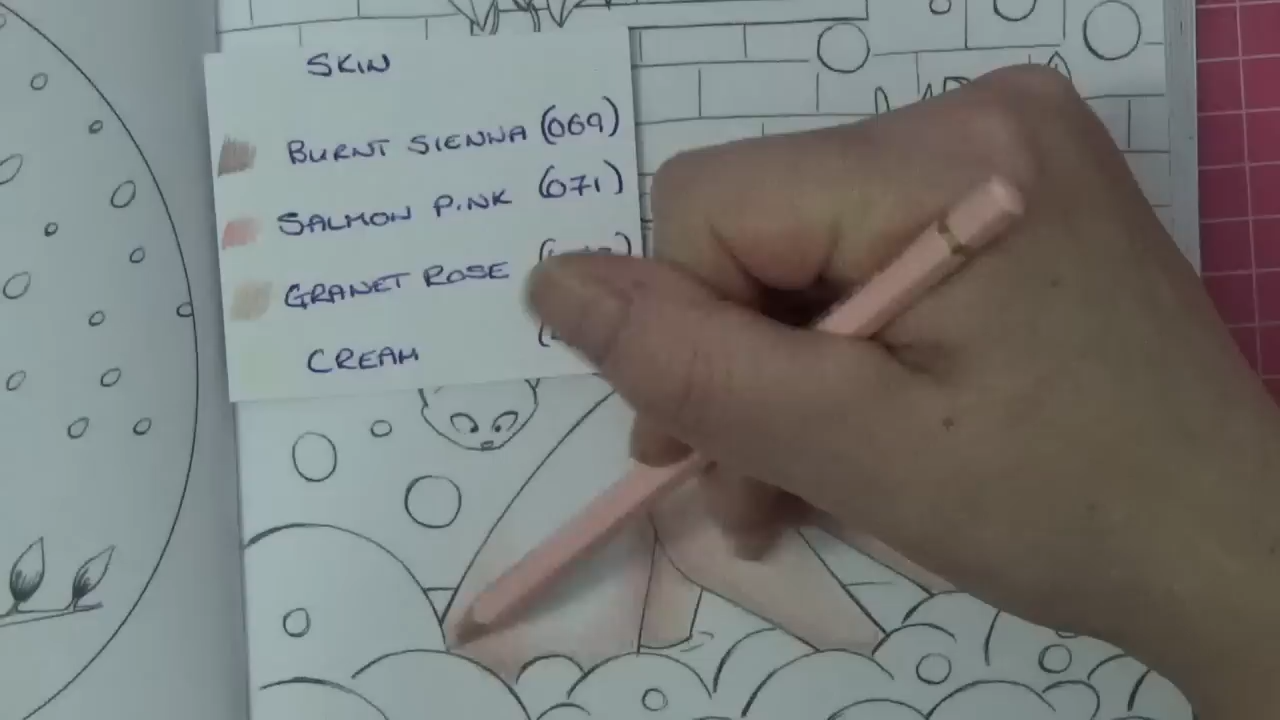 SKIN
BURNT SIENNA (069)
SALMON PINK (071)
GRANET ROSE
CREAM